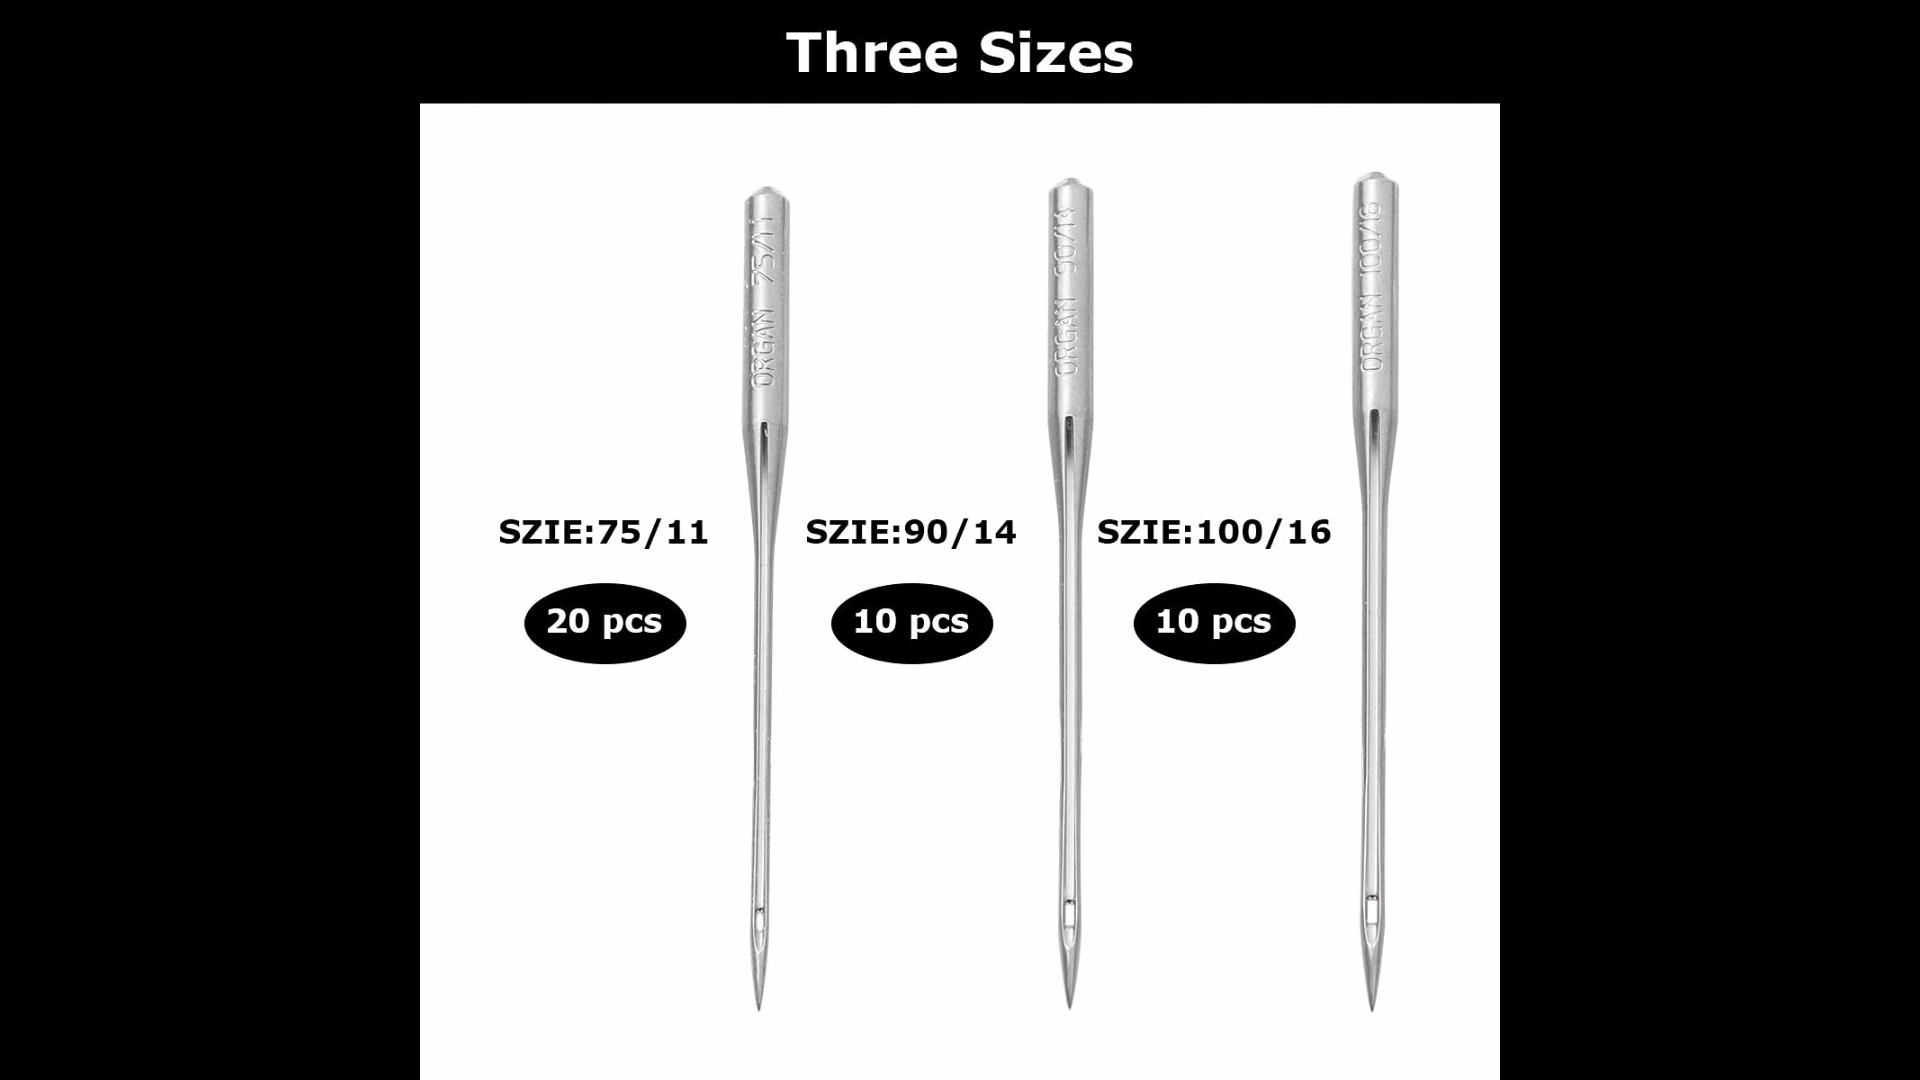 Three Sizes
ORGAN 75/11
ORGAN 90/14
ORGAN 100/16
SZIE:75/11
SZIE:90/14
SZIE:100/16
20 pcs
10 pcs
10 pcs